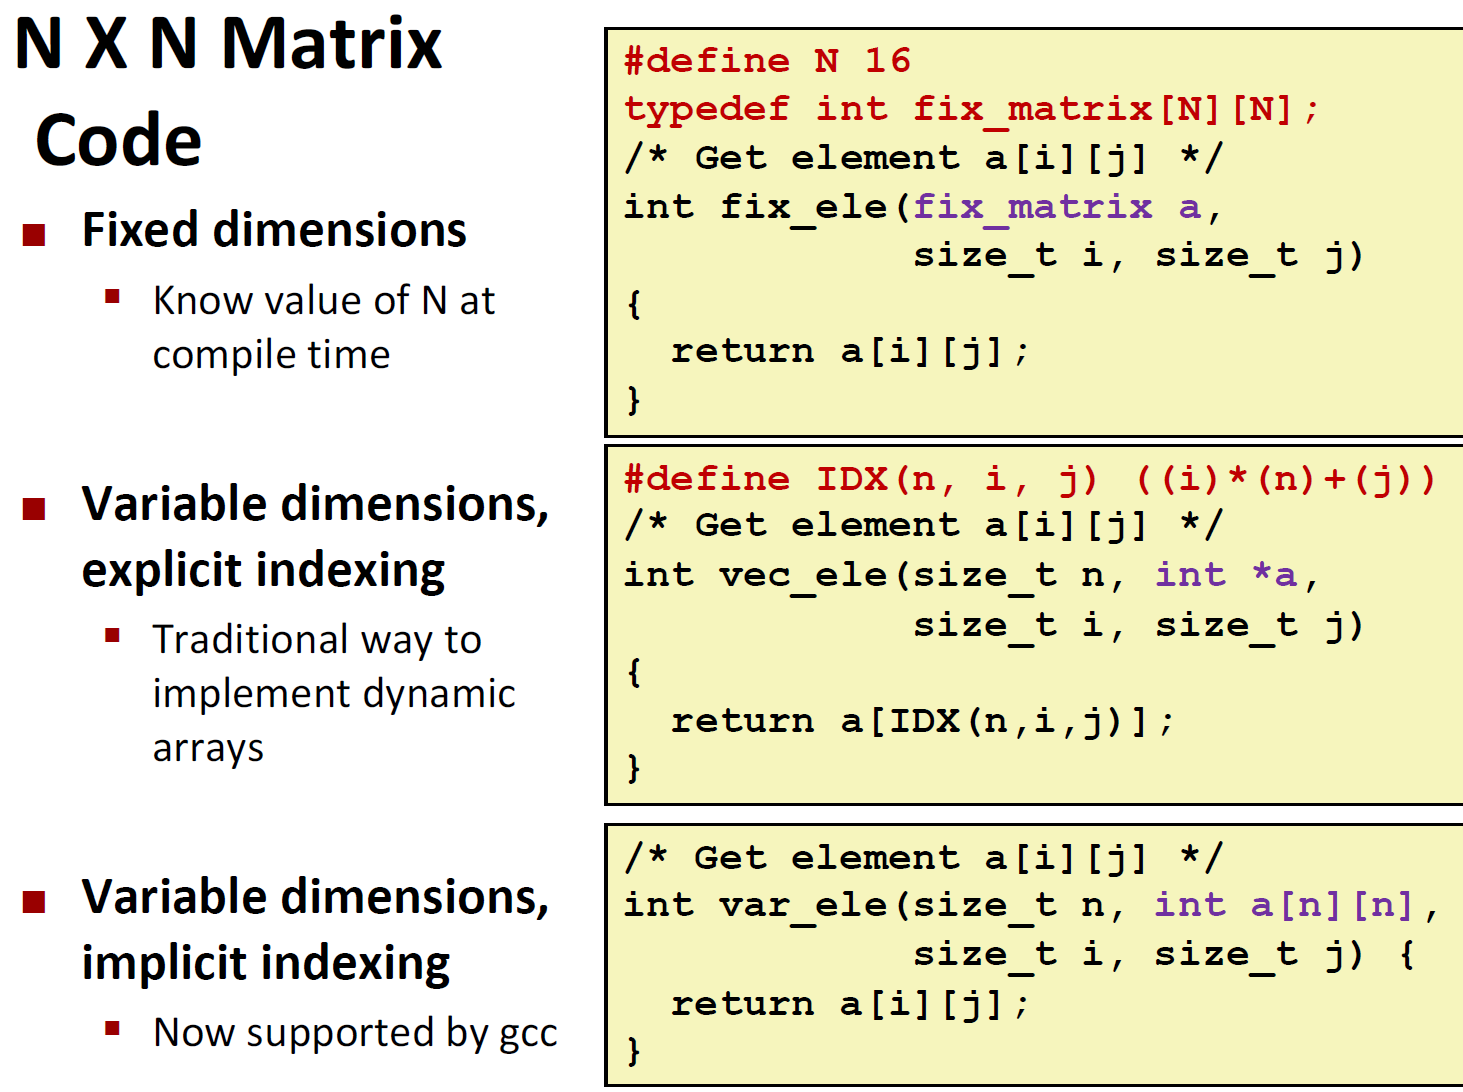 N X N Matrix
Code
■ Fixed dimensions
■ Know value of N at
compile time
#define N 16
typedef int fix_matrix[N][N];
/* Get element a[i][j] */
int fix_ele(fix_matrix a,
            size_t i, size_t j)
{
  return a[i][j];
}
■ Variable dimensions,
explicit indexing
■ Traditional way to
implement dynamic
arrays
#define IDX(n, i, j) ((i)*(n)+(j))
/* Get element a[i][j] */
int vec_ele(size_t n, int *a,
            size_t i, size_t j)
{
  return a[IDX(n,i,j)];
}
■ Variable dimensions,
implicit indexing
■ Now supported by gcc
/* Get element a[i][j] */
int var_ele(size_t n, int a[n][n],
            size_t i, size_t j) {
  return a[i][j];
}